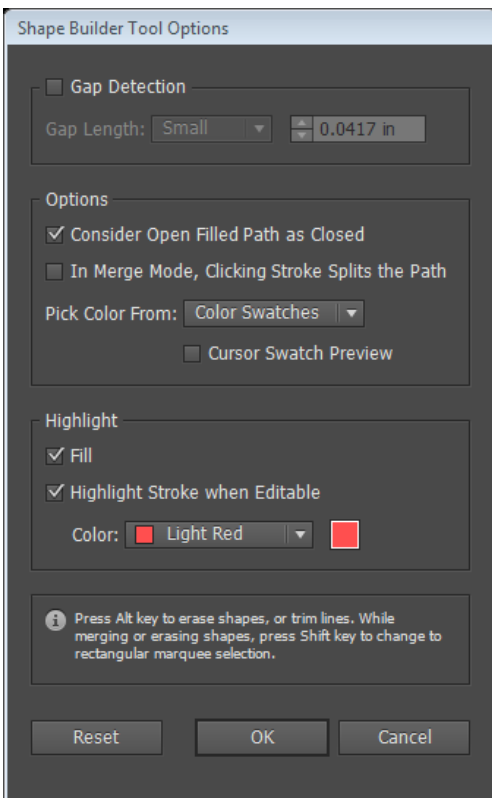 Shape Builder Tool Options
Gap Detection
Gap Length: Small 0.0417 in
Options
Consider Open Filled Path as Closed
In Merge Mode, Clicking Stroke Splits the Path
Pick Color From: Color Swatches
Cursor Swatch Preview
Highlight
Fill
Highlight Stroke when Editable
Color: Light Red
Press Alt key to erase shapes, or trim lines. While
merging or erasing shapes, press Shift key to change to
rectangular marquee selection.
Reset OK Cancel